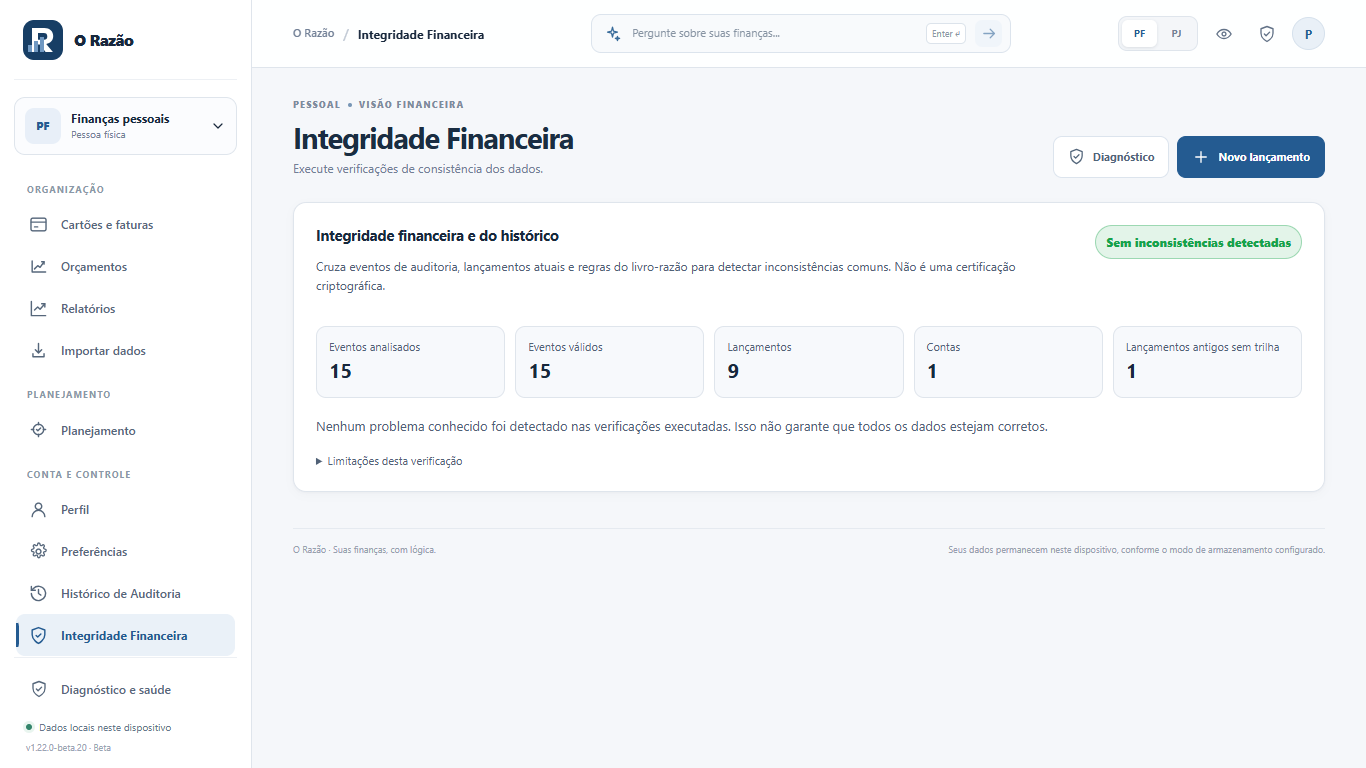 O Razão
PF
Finanças pessoais
Pessoa física
ORGANIZAÇÃO
Cartões e faturas
Orçamentos
Relatórios
Importar dados
PLANEJAMENTO
Planejamento
CONTA E CONTROLE
Perfil
Preferências
Histórico de Auditoria
Integridade Financeira
Diagnóstico e saúde
Dados locais neste dispositivo
v1.22.0-beta.20 · Beta
O Razão / Integridade Financeira
Pergunte sobre suas finanças...
Enter ↵
PF PJ
P
PESSOAL • VISÃO FINANCEIRA
Integridade Financeira
Execute verificações de consistência dos dados.
Diagnóstico
Novo lançamento
Integridade financeira e do histórico
Sem inconsistências detectadas
Cruza eventos de auditoria, lançamentos atuais e regras do livro-razão para detectar inconsistências comuns. Não é uma certificação
criptográfica.
Eventos analisados
15
Eventos válidos
15
Lançamentos
9
Contas
1
Lançamentos antigos sem trilha
1
Nenhum problema conhecido foi detectado nas verificações executadas. Isso não garante que todos os dados estejam corretos.
Limitações desta verificação
O Razão · Suas finanças, com lógica.
Seus dados permanecem neste dispositivo, conforme o modo de armazenamento configurado.